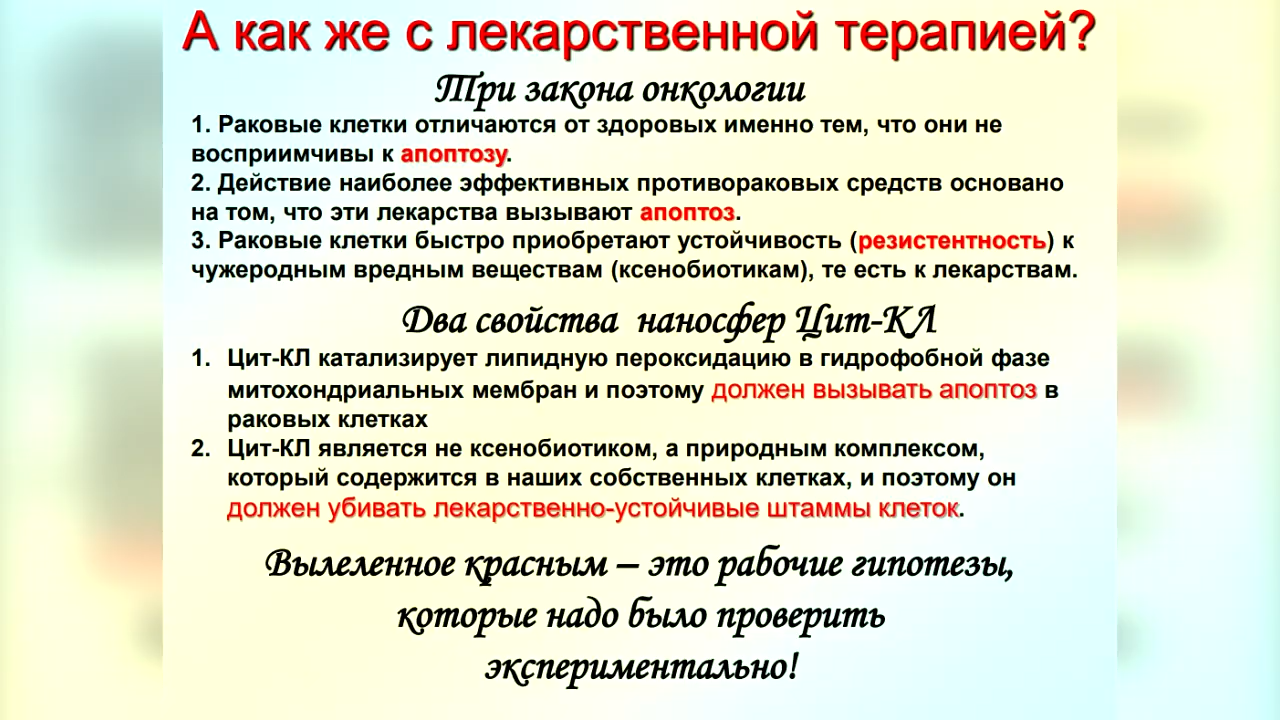 А как же с лекарственной терапией?
Три закона онкологии
1. Раковые клетки отличаются от здоровых именно тем, что они не
восприимчивы к апоптозу.
2. Действие наиболее эффективных противораковых средств основано
на том, что эти лекарства вызывают апоптоз.
3. Раковые клетки быстро приобретают устойчивость (резистентность) к
чужеродным вредным веществам (ксенобиотикам), те есть к лекарствам.
Два свойства наносфер Цит-КЛ
1. Цит-КЛ катализирует липидную пероксидацию в гидрофобной фазе
митохондриальных мембран и поэтому должен вызывать апоптоз в
раковых клетках
2. Цит-КЛ является не ксенобиотиком, а природным комплексом,
который содержится в наших собственных клетках, и поэтому он
должен убивать лекарственно-устойчивые штаммы клеток.
Вылеленное красным – это рабочие гипотезы,
которые надо было проверить
экспериментально!